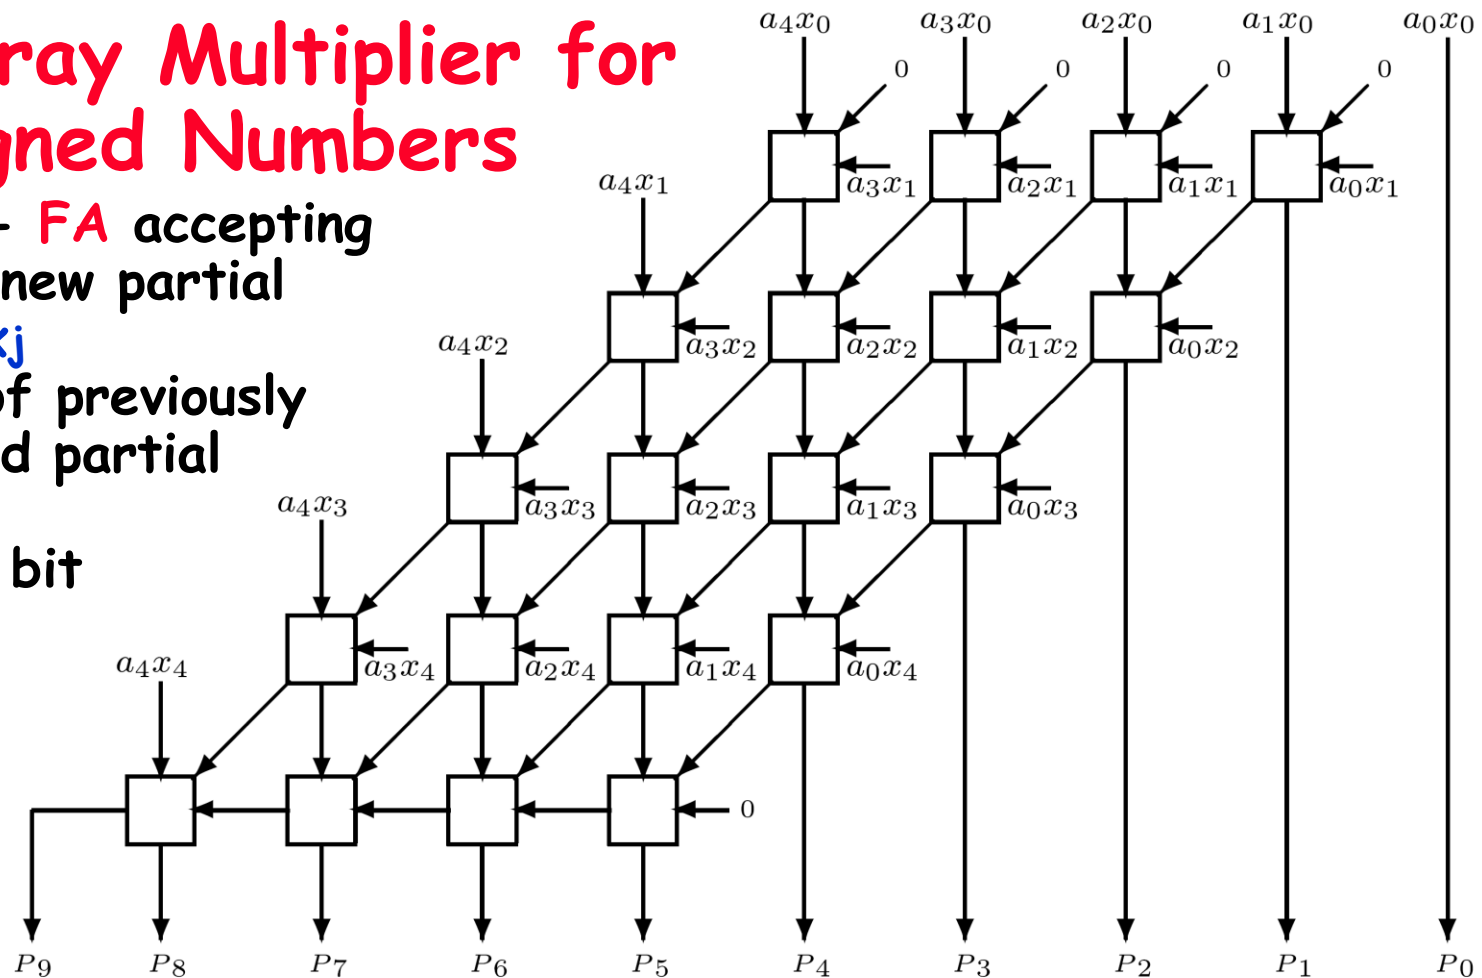 a4x0 a3x0 a2x0 a1x0 a0x0
ray Multiplier for
0 0 0 0
gned Numbers
a4x1 a3x1 a2x1 a1x1 a0x1
- FA accepting
new partial
xj
a4x2 a3x2 a2x2 a1x2 a0x2
of previously
d partial
a4x3 a3x3 a2x3 a1x3 a0x3
bit
a4x4 a3x4 a2x4 a1x4 a0x4
0
P9 P8 P7 P6 P5 P4 P3 P2 P1 P0